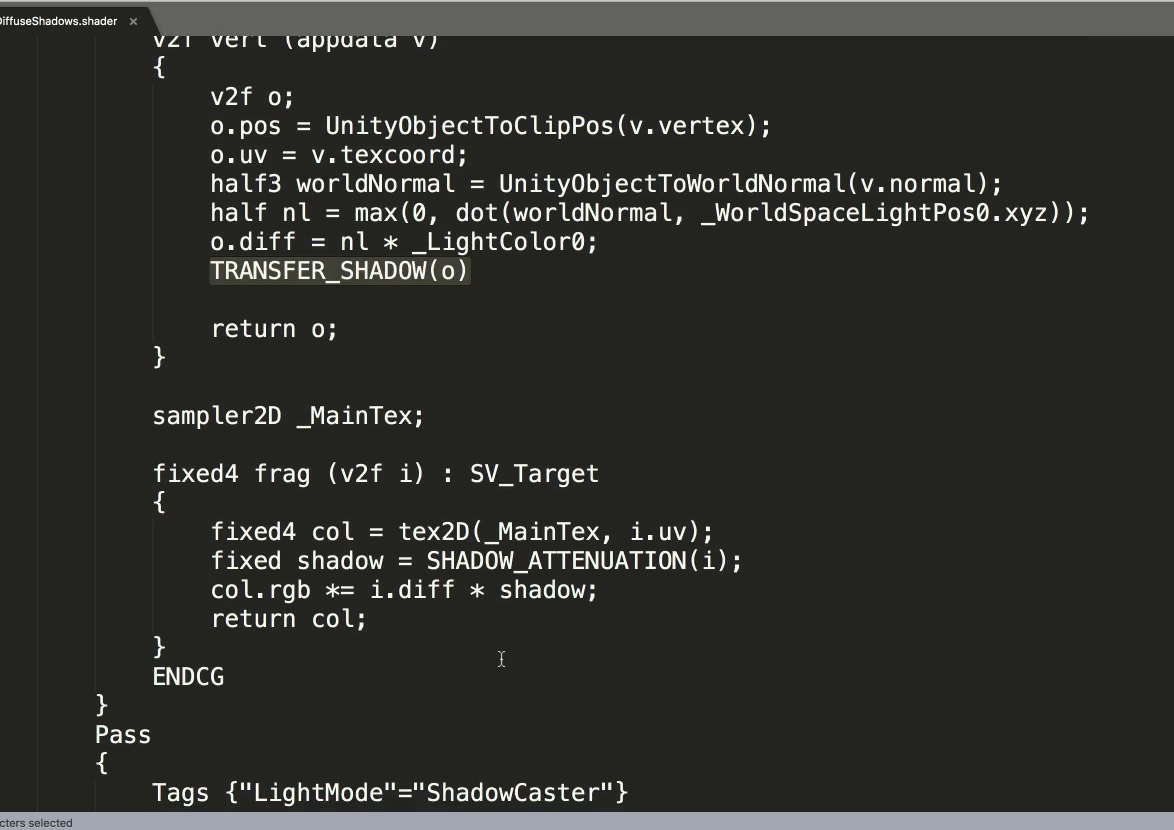 DiffuseShadows.shader ×
v2f vert (appdata v)
{
v2f o;
o.pos = UnityObjectToClipPos(v.vertex);
o.uv = v.texcoord;
half3 worldNormal = UnityObjectToWorldNormal(v.normal);
half nl = max(0, dot(worldNormal, _WorldSpaceLightPos0.xyz));
o.diff = nl * _LightColor0;
TRANSFER_SHADOW(o)
return o;
}
sampler2D _MainTex;
fixed4 frag (v2f i) : SV_Target
{
fixed4 col = tex2D(_MainTex, i.uv);
fixed shadow = SHADOW_ATTENUATION(i);
col.rgb *= i.diff * shadow;
return col;
}
ENDCG
}
Pass
{
Tags {"LightMode"="ShadowCaster"}
cters selected